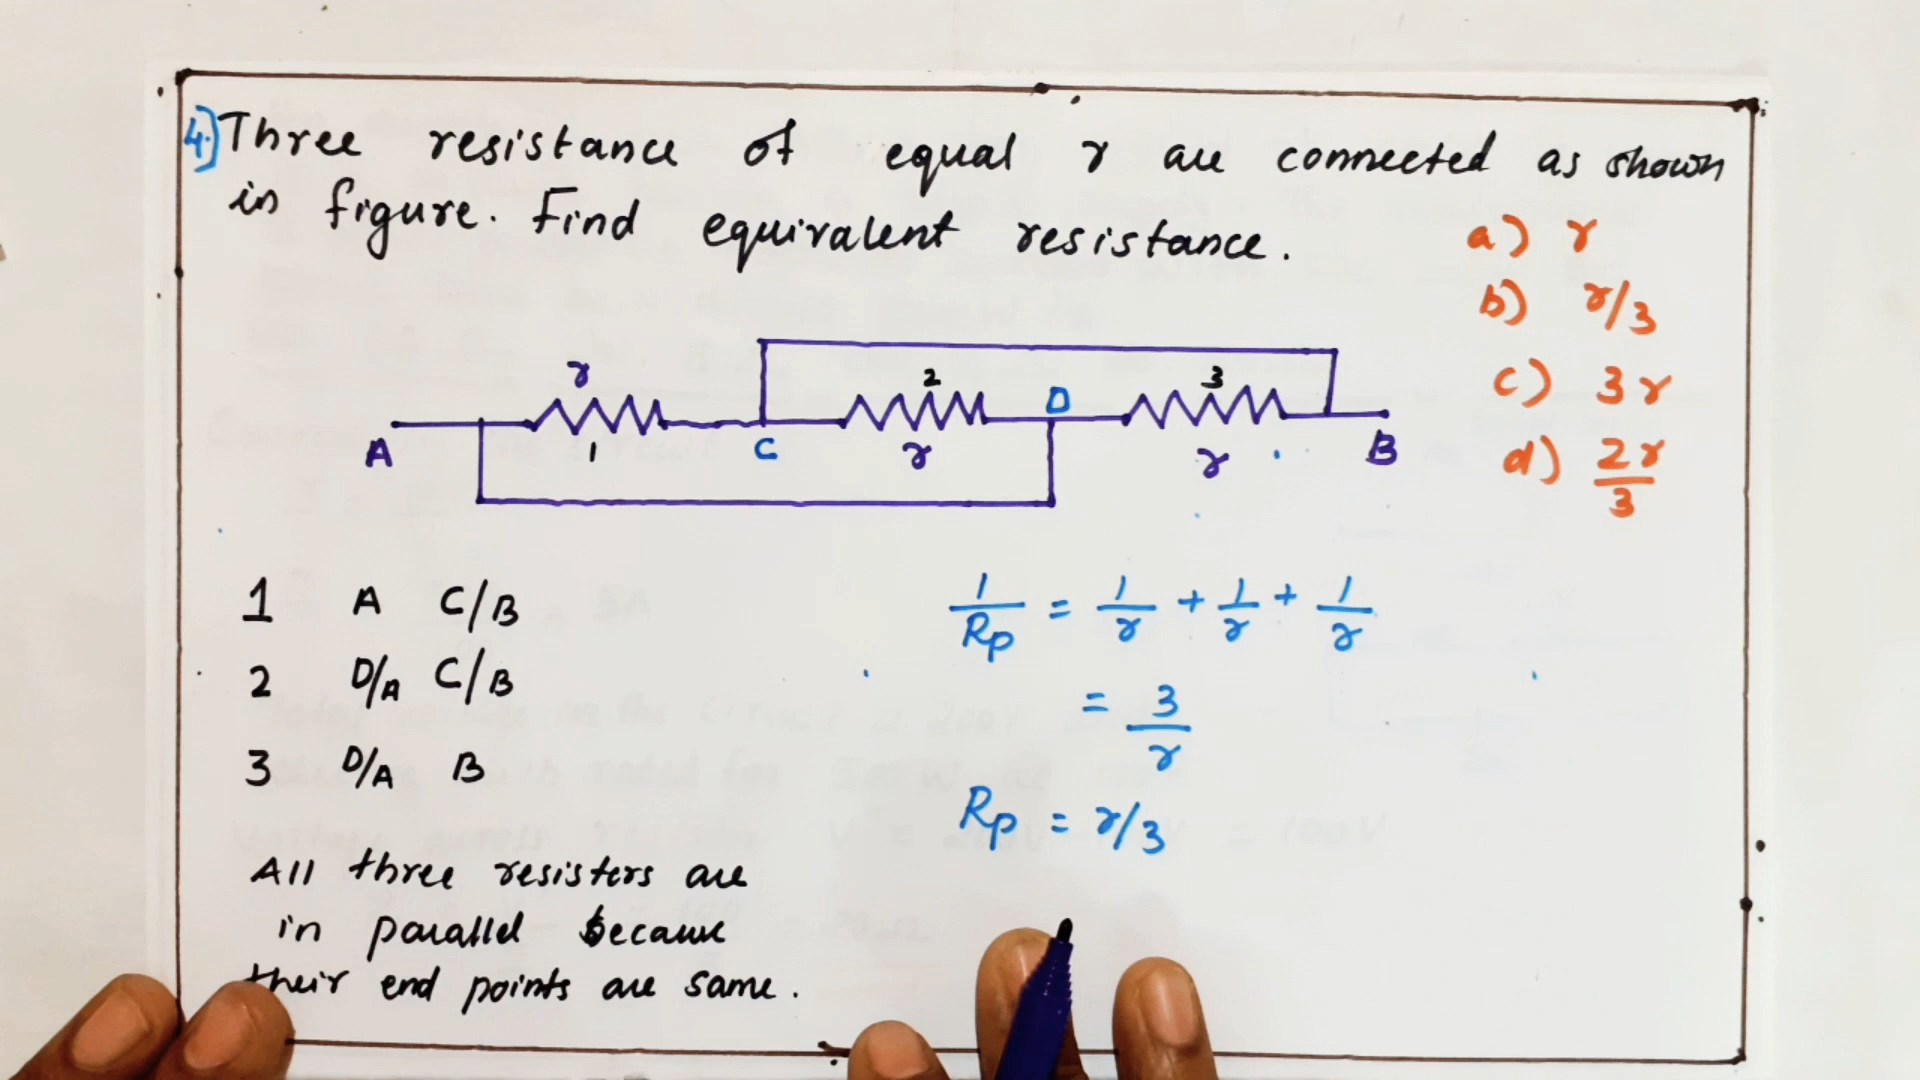 4.) Three resistance of equal r are connected as shown
in figure. Find equivalent resistance.
a) r
b) r/3
c) 3r
d) 2r/3
r 2 D 3
A 1 C r r B
1 A C/B
2 D/A C/B
3 D/A B
All three resistors are
in parallel because
their end points are same.
1/Rp = 1/r + 1/r + 1/r
= 3/r
Rp = r/3